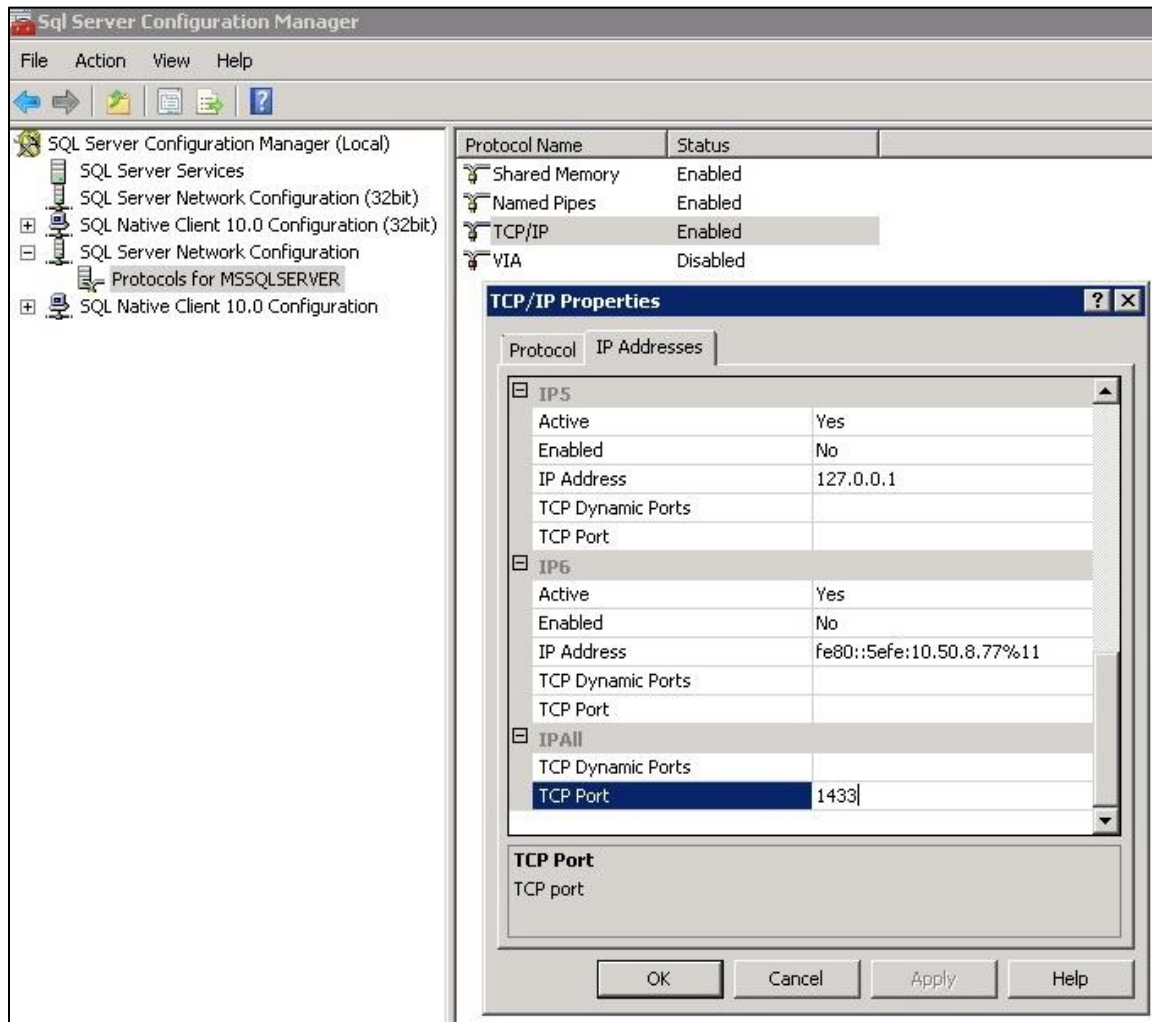 Sql Server Configuration Manager
File Action View Help
SQL Server Configuration Manager (Local)
SQL Server Services
SQL Server Network Configuration (32bit)
SQL Native Client 10.0 Configuration (32bit)
SQL Server Network Configuration
Protocols for MSSQLSERVER
SQL Native Client 10.0 Configuration
Protocol Name Status
Shared Memory Enabled
Named Pipes Enabled
TCP/IP Enabled
VIA Disabled
TCP/IP Properties
Protocol IP Addresses
IP5
Active Yes
Enabled No
IP Address 127.0.0.1
TCP Dynamic Ports
TCP Port
IP6
Active Yes
Enabled No
IP Address fe80::5efe:10.50.8.77%11
TCP Dynamic Ports
TCP Port
IPAll
TCP Dynamic Ports
TCP Port 1433
TCP Port
TCP port
OK Cancel Apply Help